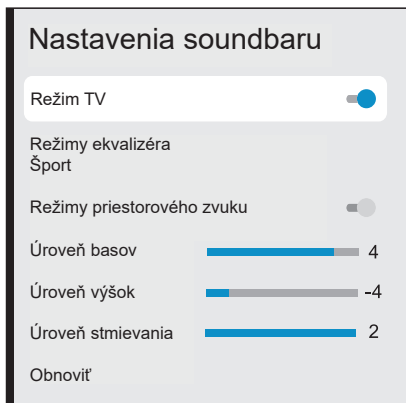 Nastavenia soundbaru
Režim TV
Režimy ekvalizéra
Šport
Režimy priestorového zvuku
Úroveň basov 4
Úroveň výšok -4
Úroveň stmievania 2
Obnoviť